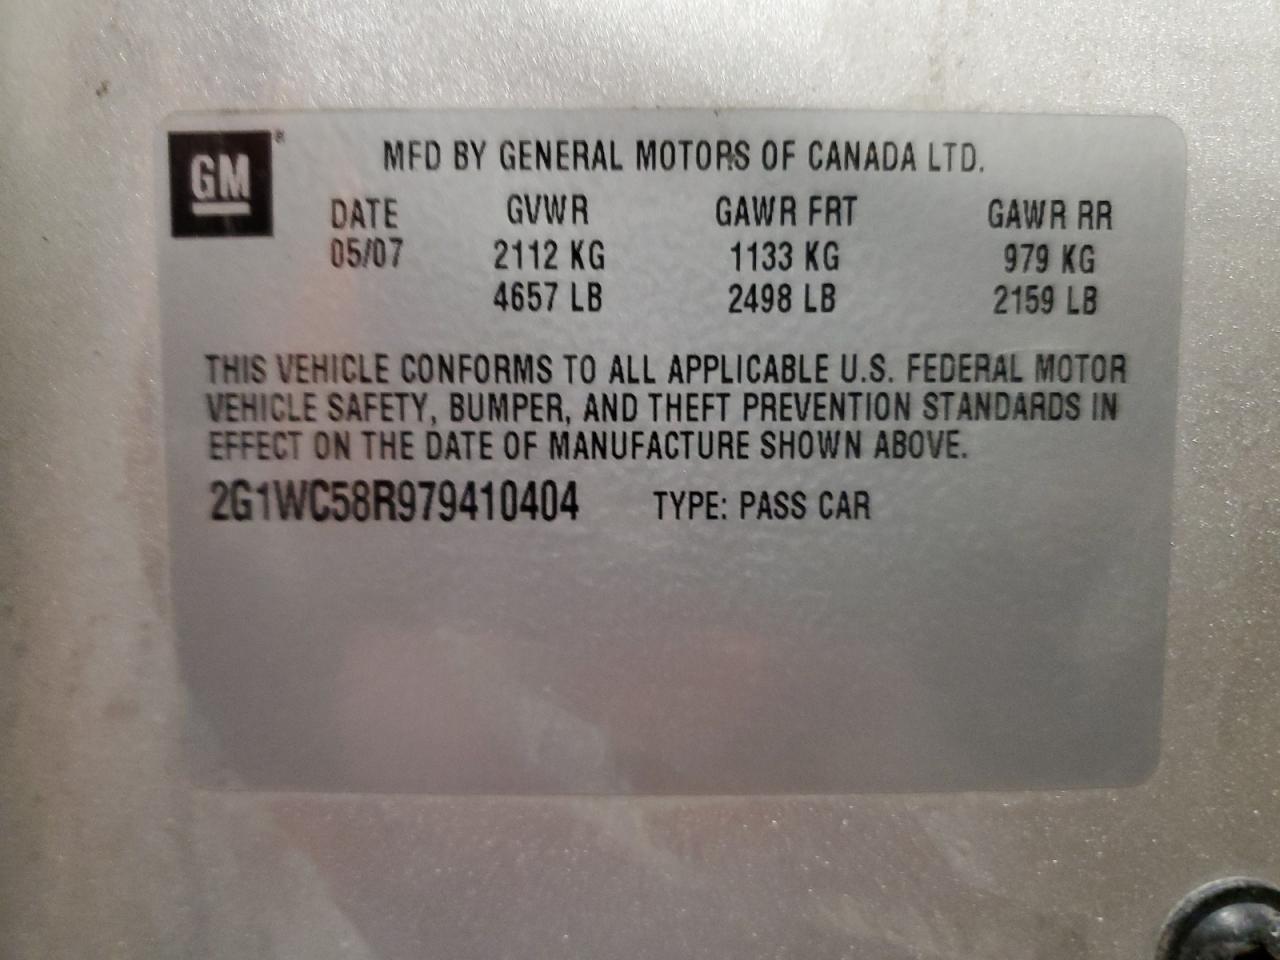 GM ®
MFD BY GENERAL MOTORS OF CANADA LTD.
DATE GVWR GAWR FRT GAWR RR
05/07 2112 KG 1133 KG 979 KG
4657 LB 2498 LB 2159 LB
THIS VEHICLE CONFORMS TO ALL APPLICABLE U.S. FEDERAL MOTOR
VEHICLE SAFETY, BUMPER, AND THEFT PREVENTION STANDARDS IN
EFFECT ON THE DATE OF MANUFACTURE SHOWN ABOVE.
2G1WC58R979410404 TYPE: PASS CAR